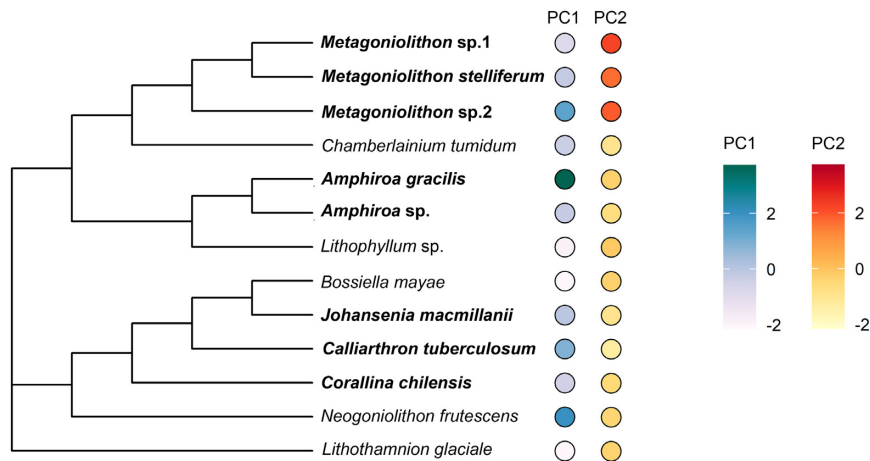 PC1 PC2
Metagoniolithon sp.1
Metagoniolithon stelliferum
Metagoniolithon sp.2
Chamberlainium tumidum
Amphiroa gracilis
Amphiroa sp.
Lithophyllum sp.
Bossiella mayae
Johansenia macmillanii
Calliarthron tuberculosum
Corallina chilensis
Neogoniolithon frutescens
Lithothamnion glaciale
PC1 PC2
2 2
0 0
-2 -2